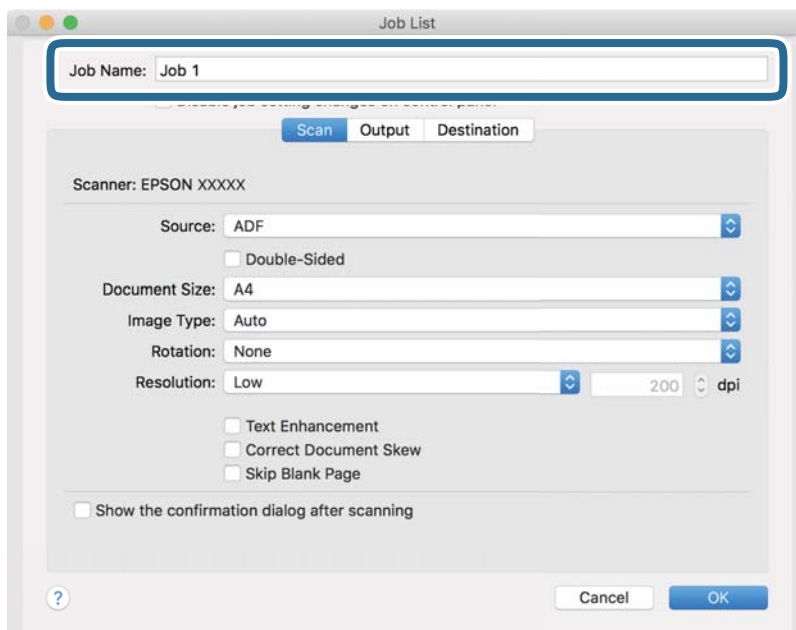 Job List
Job Name: Job 1
Scan Output Destination
Scanner: EPSON XXXXX
Source: ADF
Double-Sided
Document Size: A4
Image Type: Auto
Rotation: None
Resolution: Low 200 dpi
Text Enhancement
Correct Document Skew
Skip Blank Page
Show the confirmation dialog after scanning
? Cancel OK